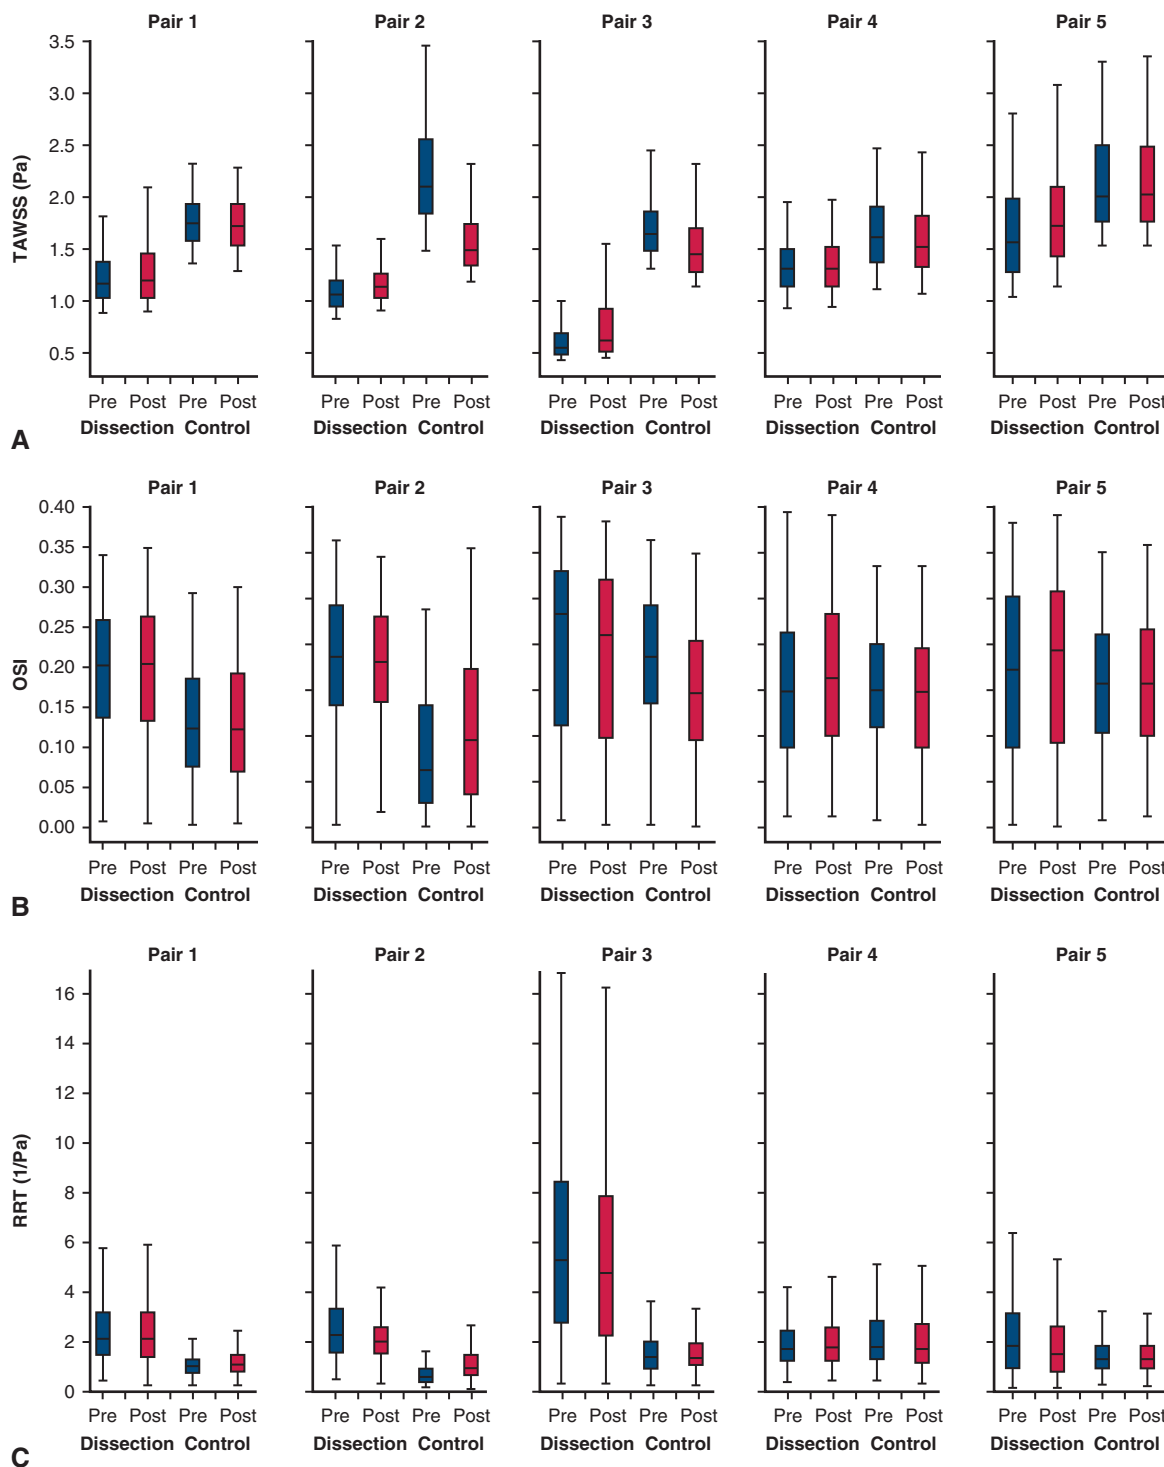 Pair 1 Pair 2 Pair 3 Pair 4 Pair 5
TAWSS (Pa)
3.5
3.0
2.5
2.0
1.5
1.0
0.5
Pre Post Pre Post Pre Post Pre Post Pre Post Pre Post Pre Post Pre Post Pre Post Pre Post
Dissection Control Dissection Control Dissection Control Dissection Control Dissection Control
A
Pair 1 Pair 2 Pair 3 Pair 4 Pair 5
OSI
0.40
0.35
0.30
0.25
0.20
0.15
0.10
0.05
0.00
Pre Post Pre Post Pre Post Pre Post Pre Post Pre Post Pre Post Pre Post Pre Post Pre Post
Dissection Control Dissection Control Dissection Control Dissection Control Dissection Control
B
Pair 1 Pair 2 Pair 3 Pair 4 Pair 5
RRT (1/Pa)
16
14
12
10
8
6
4
2
0
Pre Post Pre Post Pre Post Pre Post Pre Post Pre Post Pre Post Pre Post Pre Post Pre Post
Dissection Control Dissection Control Dissection Control Dissection Control Dissection Control
C